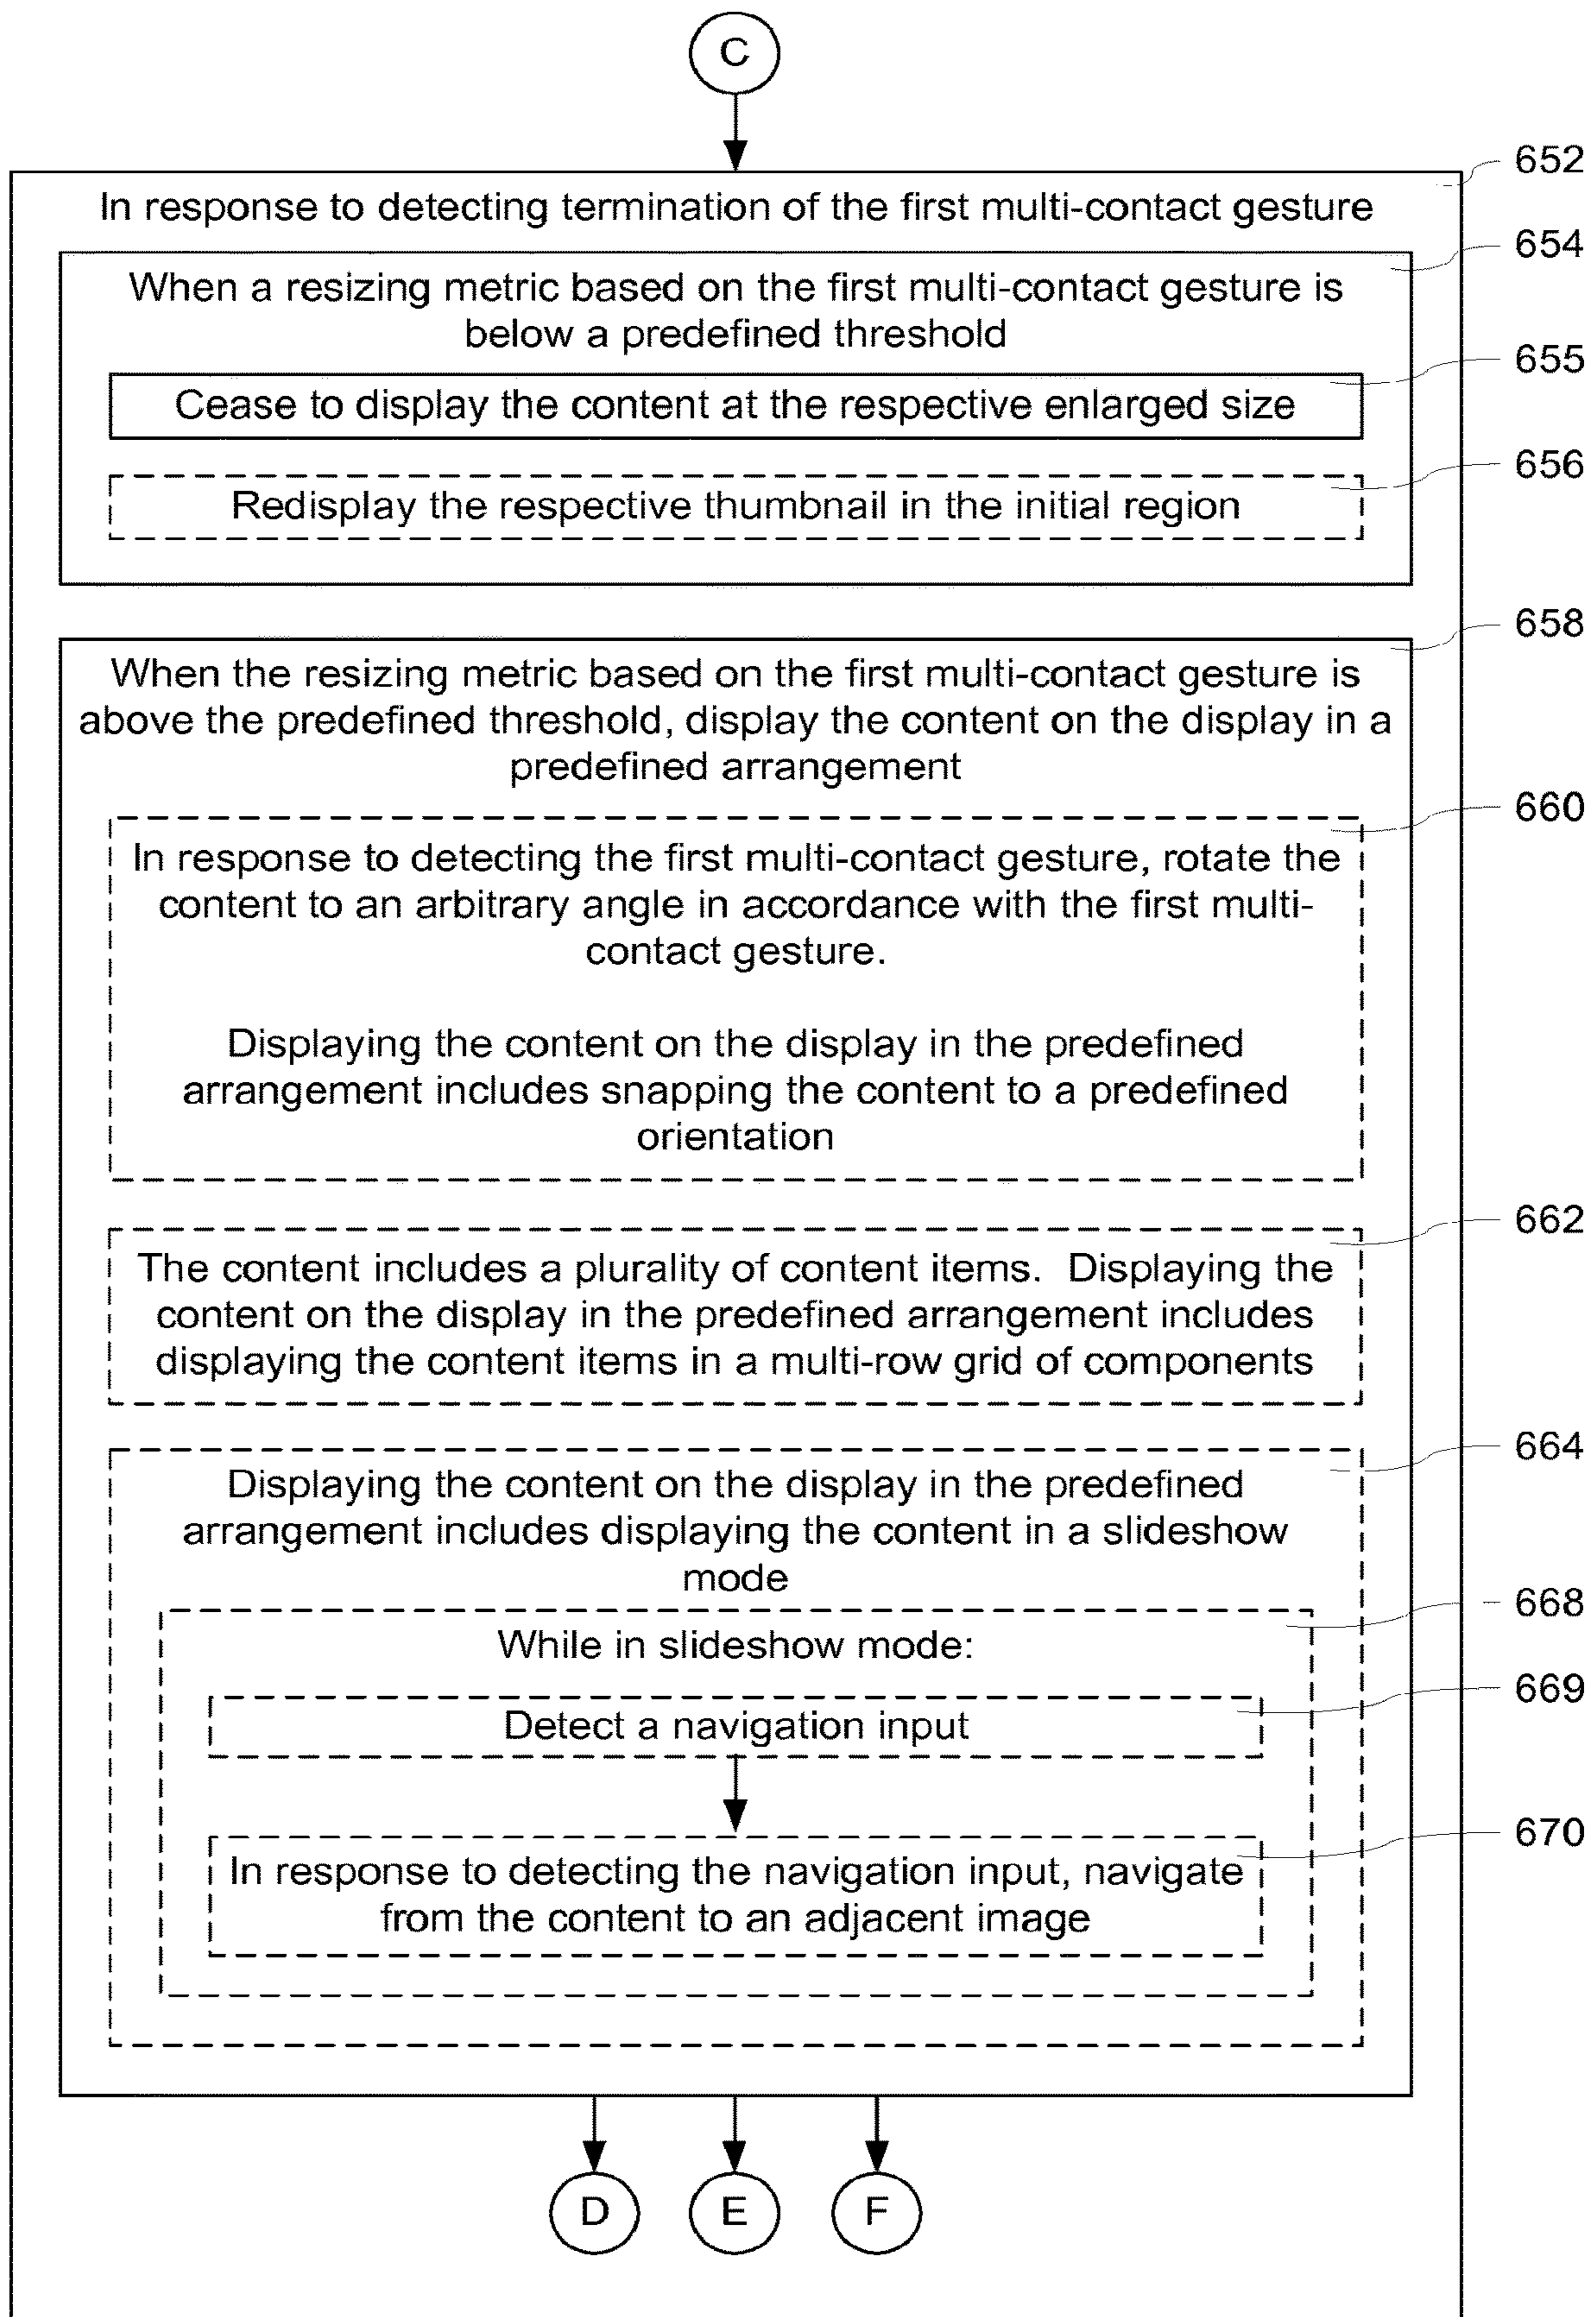 C
652
In response to detecting termination of the first multi-contact gesture
654
When a resizing metric based on the first multi-contact gesture is
below a predefined threshold
655
Cease to display the content at the respective enlarged size
656
Redisplay the respective thumbnail in the initial region
658
When the resizing metric based on the first multi-contact gesture is
above the predefined threshold, display the content on the display in a
predefined arrangement
660
In response to detecting the first multi-contact gesture, rotate the
content to an arbitrary angle in accordance with the first multi-
contact gesture.
Displaying the content on the display in the predefined
arrangement includes snapping the content to a predefined
orientation
662
The content includes a plurality of content items.  Displaying the
content on the display in the predefined arrangement includes
displaying the content items in a multi-row grid of components
664
Displaying the content on the display in the predefined
arrangement includes displaying the content in a slideshow
mode
668
While in slideshow mode:
669
Detect a navigation input
670
In response to detecting the navigation input, navigate
from the content to an adjacent image
D E F